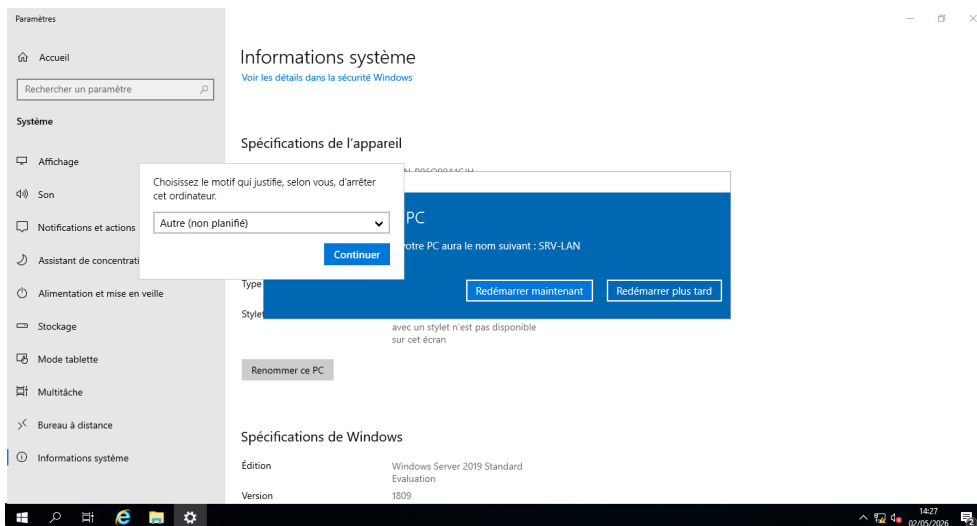 Paramètres
Accueil
Rechercher un paramètre
Système
Affichage
Son
Notifications et actions
Assistant de concentrati
Alimentation et mise en veille
Stockage
Mode tablette
Multitâche
Bureau à distance
Informations système
Informations système
Voir les détails dans la sécurité Windows
Spécifications de l'appareil
Choisissez le motif qui justifie, selon vous, d'arrêter
cet ordinateur.
Autre (non planifié)
Continuer
PC
votre PC aura le nom suivant : SRV-LAN
Redémarrer maintenant
Redémarrer plus tard
Type
Stylet
avec un stylet n'est pas disponible
sur cet écran
Renommer ce PC
Spécifications de Windows
Édition
Windows Server 2019 Standard
Evaluation
Version
1809
14:27
02/05/2026